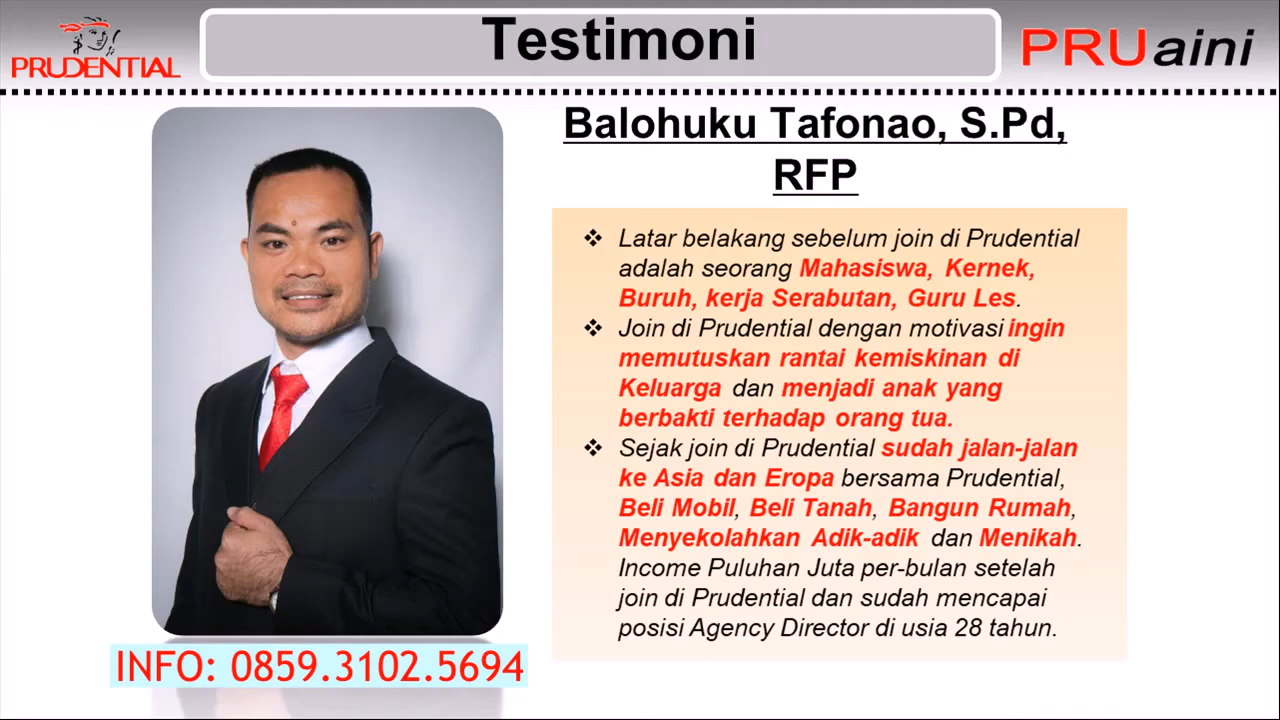 PRUDENTIAL
Testimoni
PRUaini
Balohuku Tafonao, S.Pd,
RFP
❖ Latar belakang sebelum join di Prudential
adalah seorang Mahasiswa, Kernek,
Buruh, kerja Serabutan, Guru Les.
❖ Join di Prudential dengan motivasi ingin
memutuskan rantai kemiskinan di
Keluarga dan menjadi anak yang
berbakti terhadap orang tua.
❖ Sejak join di Prudential sudah jalan-jalan
ke Asia dan Eropa bersama Prudential,
Beli Mobil, Beli Tanah, Bangun Rumah,
Menyekolahkan Adik-adik dan Menikah.
Income Puluhan Juta per-bulan setelah
join di Prudential dan sudah mencapai
posisi Agency Director di usia 28 tahun.
INFO: 0859.3102.5694